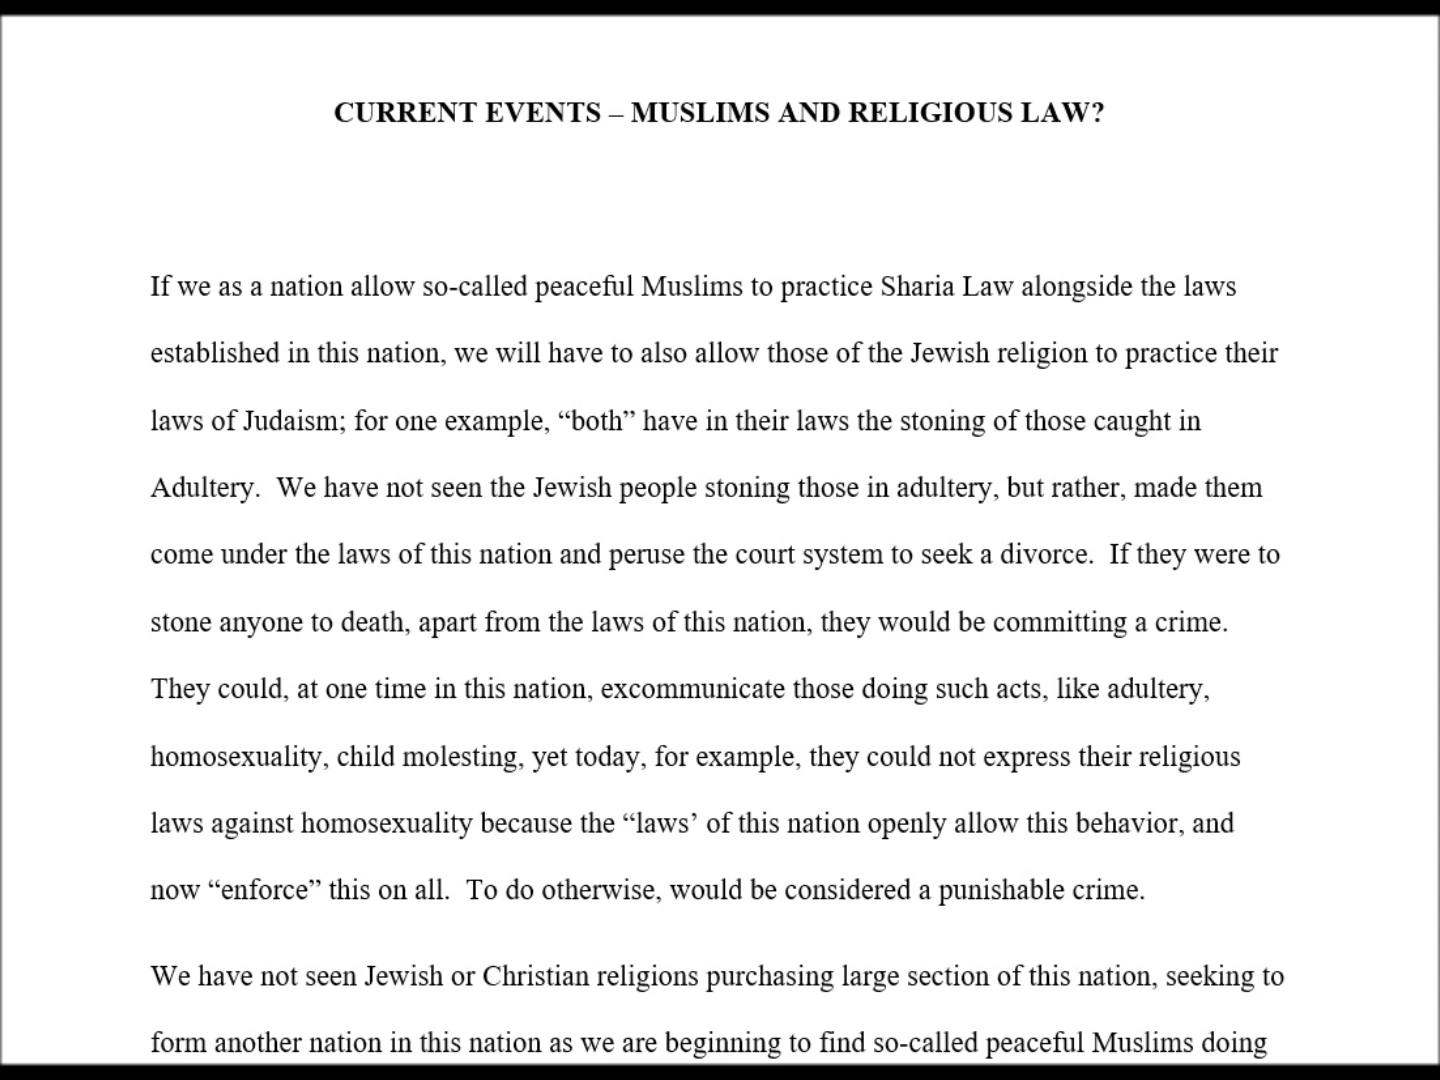 CURRENT EVENTS – MUSLIMS AND RELIGIOUS LAW?
If we as a nation allow so-called peaceful Muslims to practice Sharia Law alongside the laws
established in this nation, we will have to also allow those of the Jewish religion to practice their
laws of Judaism; for one example, “both” have in their laws the stoning of those caught in
Adultery.  We have not seen the Jewish people stoning those in adultery, but rather, made them
come under the laws of this nation and peruse the court system to seek a divorce.  If they were to
stone anyone to death, apart from the laws of this nation, they would be committing a crime.
They could, at one time in this nation, excommunicate those doing such acts, like adultery,
homosexuality, child molesting, yet today, for example, they could not express their religious
laws against homosexuality because the “laws’ of this nation openly allow this behavior, and
now “enforce” this on all.  To do otherwise, would be considered a punishable crime.
We have not seen Jewish or Christian religions purchasing large section of this nation, seeking to
form another nation in this nation as we are beginning to find so-called peaceful Muslims doing